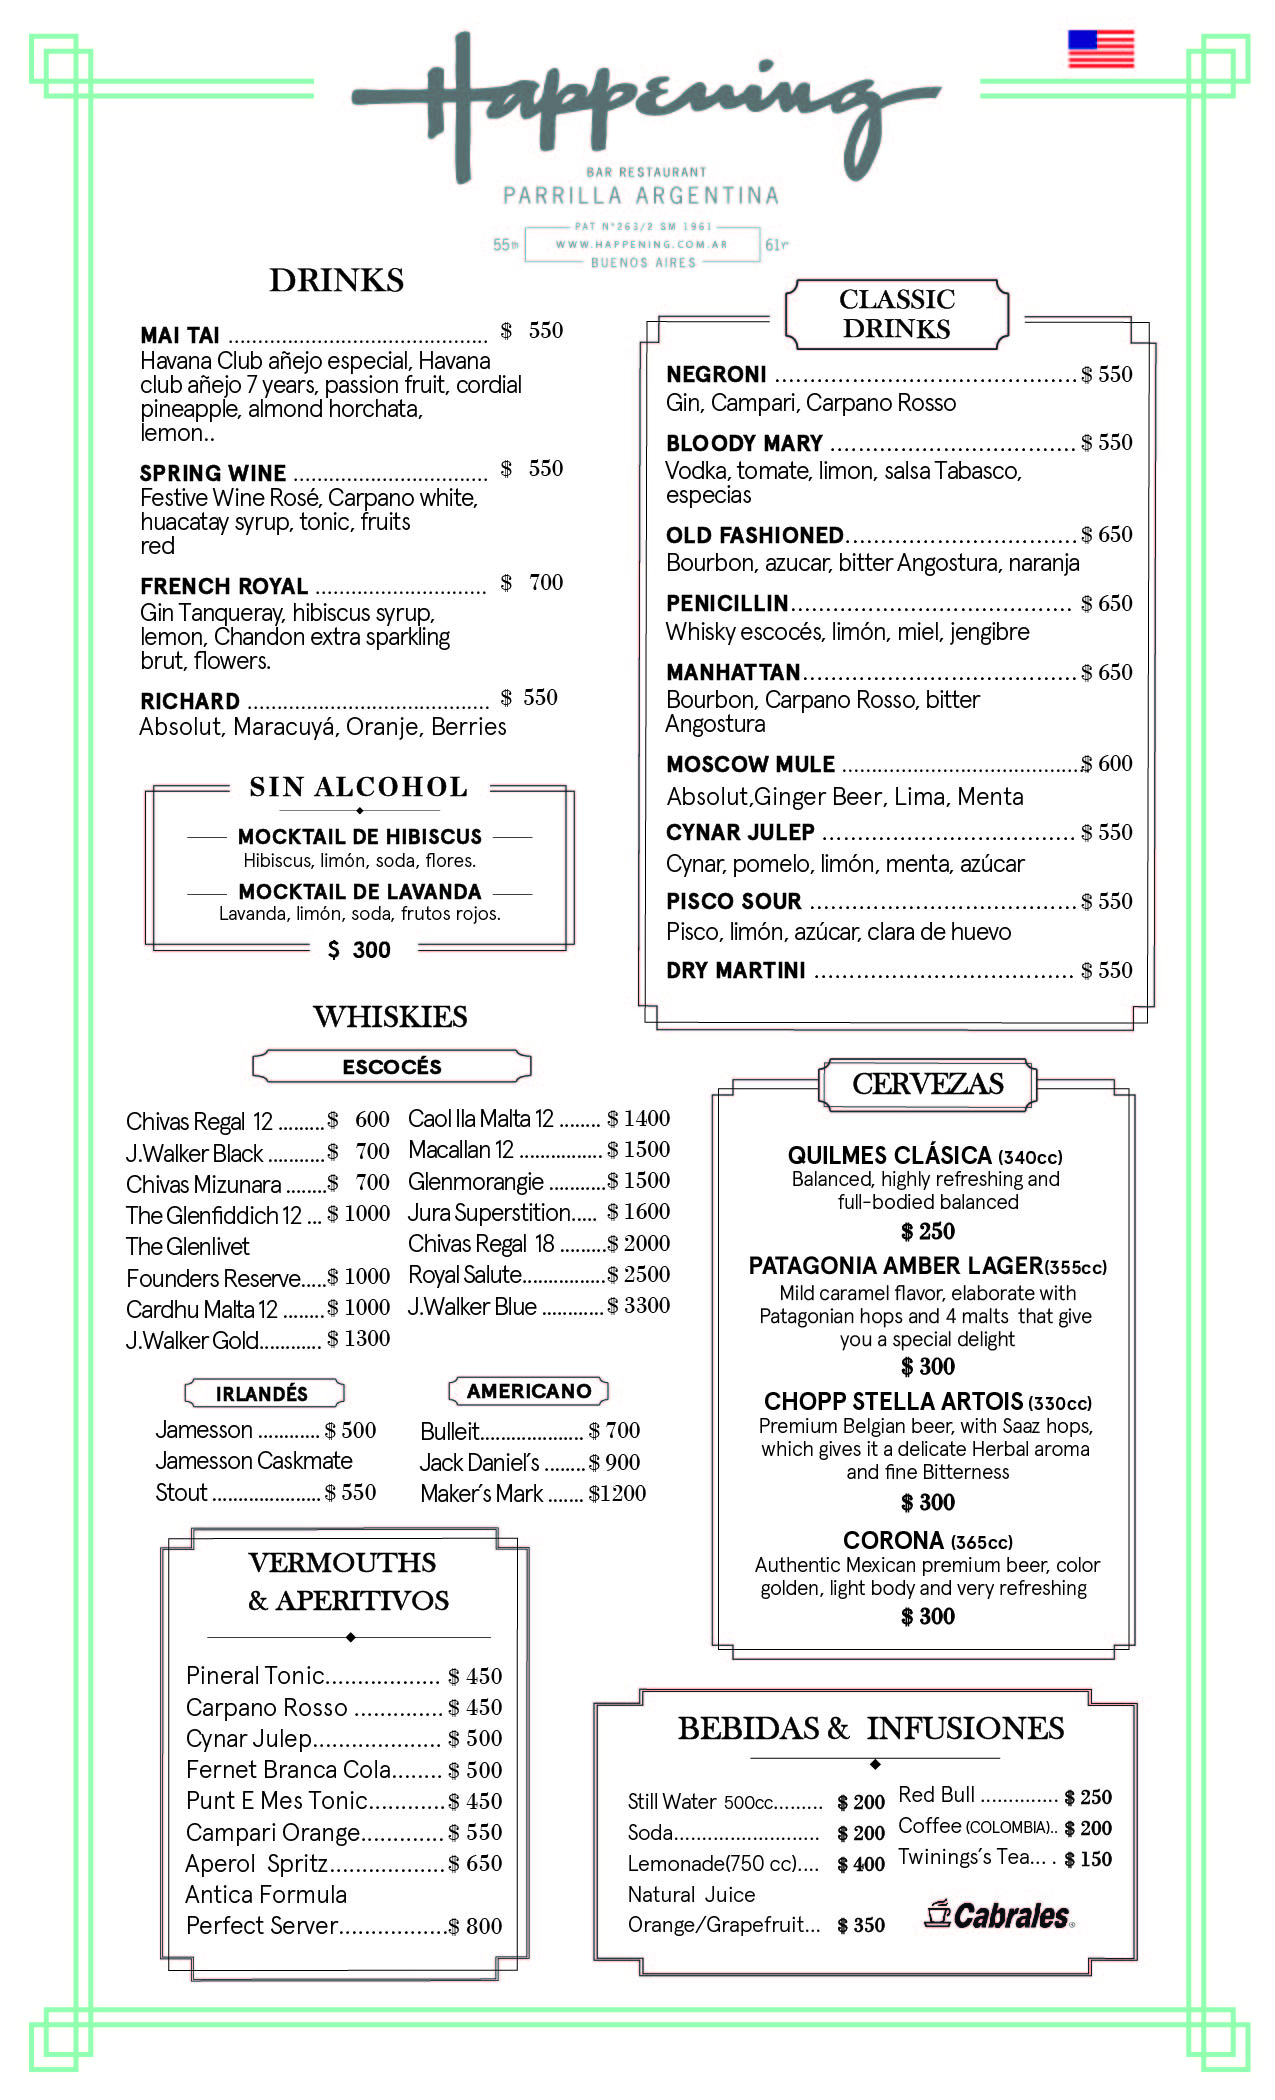 Happening
BAR RESTAURANT
PARRILLA ARGENTINA
PAT N°263/2 SM 1961
55th WWW.HAPPENING.COM.AR 61yr
BUENOS AIRES
DRINKS
MAI TAI ........................................... $ 550
Havana Club añejo especial, Havana
club añejo 7 years, passion fruit, cordial
pineapple, almond horchata,
lemon..
SPRING WINE ................................. $ 550
Festive Wine Rosé, Carpano white,
huacatay syrup, tonic, fruits
red
FRENCH ROYAL ............................. $ 700
Gin Tanqueray, hibiscus syrup,
lemon, Chandon extra sparkling
brut, flowers.
RICHARD ......................................... $ 550
Absolut, Maracuyá, Oranje, Berries
SIN ALCOHOL
MOCKTAIL DE HIBISCUS
Hibiscus, limón, soda, flores.
MOCKTAIL DE LAVANDA
Lavanda, limón, soda, frutos rojos.
$ 300
CLASSIC
DRINKS
NEGRONI .......................................... $ 550
Gin, Campari, Carpano Rosso
BLOODY MARY .................................. $ 550
Vodka, tomate, limon, salsa Tabasco,
especias
OLD FASHIONED................................ $ 650
Bourbon, azucar, bitter Angostura, naranja
PENICILLIN....................................... $ 650
Whisky escocés, limón, miel, jengibre
MANHATTAN...................................... $ 650
Bourbon, Carpano Rosso, bitter
Angostura
MOSCOW MULE ......................................... $ 600
Absolut,Ginger Beer, Lima, Menta
CYNAR JULEP ................................... $ 550
Cynar, pomelo, limón, menta, azúcar
PISCO SOUR ..................................... $ 550
Pisco, limón, azúcar, clara de huevo
DRY MARTINI .................................... $ 550
WHISKIES
ESCOCÉS
Chivas Regal 12 ......... $ 600
J.Walker Black ........... $ 700
Chivas Mizunara ........ $ 700
The Glenfiddich 12 ... $ 1000
The Glenlivet
Founders Reserve..... $ 1000
Cardhu Malta 12 ........ $ 1000
J.Walker Gold............ $ 1300
Caol Ila Malta 12 ........ $ 1400
Macallan 12 ................ $ 1500
Glenmorangie ........... $ 1500
Jura Superstition..... $ 1600
Chivas Regal 18 ......... $ 2000
Royal Salute................ $ 2500
J.Walker Blue ............ $ 3300
IRLANDÉS
Jamesson ............ $ 500
Jamesson Caskmate
Stout ..................... $ 550
AMERICANO
Bulleit..................... $ 700
Jack Daniel´s ........ $ 900
Maker´s Mark ....... $1200
CERVEZAS
QUILMES CLÁSICA (340cc)
Balanced, highly refreshing and
full-bodied balanced
$ 250
PATAGONIA AMBER LAGER(355cc)
Mild caramel flavor, elaborate with
Patagonian hops and 4 malts that give
you a special delight
$ 300
CHOPP STELLA ARTOIS (330cc)
Premium Belgian beer, with Saaz hops,
which gives it a delicate Herbal aroma
and fine Bitterness
$ 300
CORONA (365cc)
Authentic Mexican premium beer, color
golden, light body and very refreshing
$ 300
VERMOUTHS
& APERITIVOS
Pineral Tonic.................. $ 450
Carpano Rosso .............. $ 450
Cynar Julep.................... $ 500
Fernet Branca Cola........ $ 500
Punt E Mes Tonic............ $ 450
Campari Orange............. $ 550
Aperol Spritz.................. $ 650
Antica Formula
Perfect Server................. $ 800
BEBIDAS & INFUSIONES
Still Water 500cc......... $ 200
Soda.......................... $ 200
Lemonade(750 cc).... $ 400
Natural Juice
Orange/Grapefruit... $ 350
Red Bull .............. $ 250
Coffee (COLOMBIA).. $ 200
Twinings´s Tea... . $ 150
Cabrales